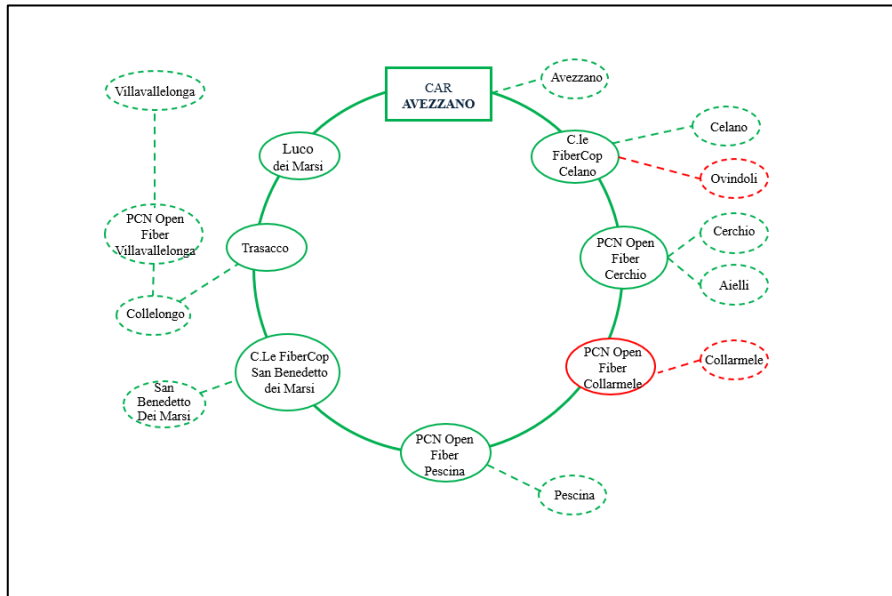 CAR
AVEZZANO
Avezzano
Villavallelonga
Celano
C.le
FiberCop
Celano
Luco
dei Marsi
Ovindoli
PCN Open
Fiber
Villavallelonga
Cerchio
Trasacco
PCN Open
Fiber
Cerchio
Aielli
Collelongo
C.Le FiberCop
San Benedetto
dei Marsi
PCN Open
Fiber
Collarmele
Collarmele
San
Benedetto
Dei Marsi
PCN Open
Fiber
Pescina
Pescina